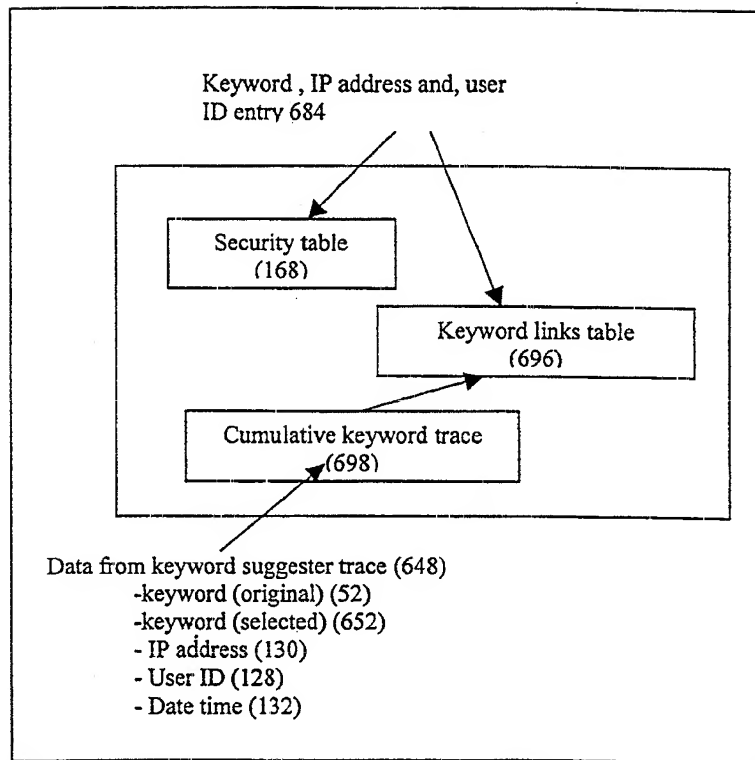 Keyword , IP address and, user
ID entry 684
Security table
(168)
Keyword links table
(696)
Cumulative keyword trace
(698)
Data from keyword suggester trace (648)
-keyword (original) (52)
-keyword (selected) (652)
- IP address (130)
- User ID (128)
- Date time (132)